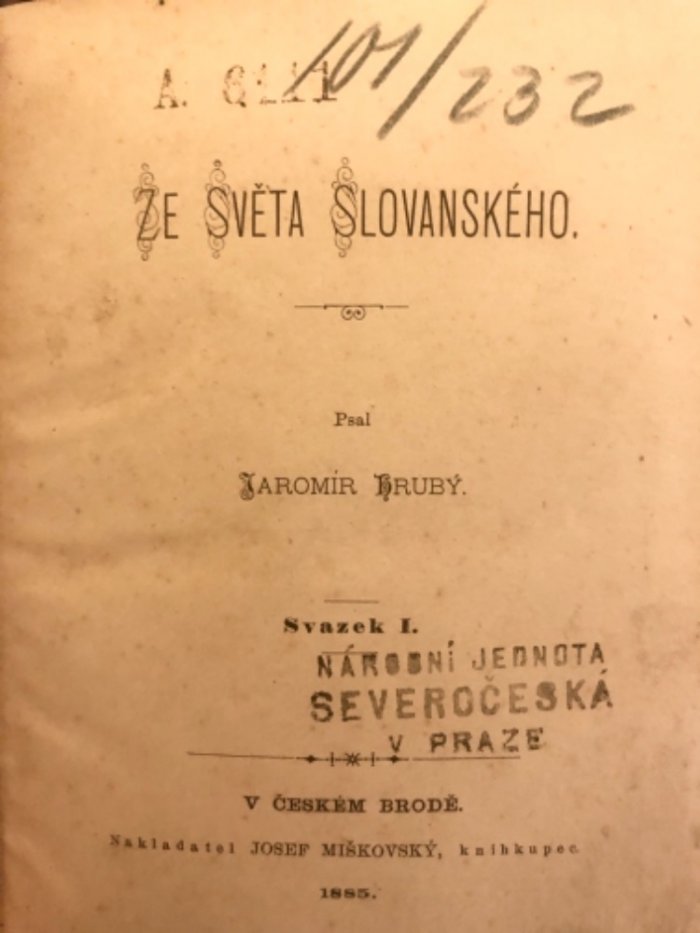 A. 6111 101/232
ZE SVĚTA SLOVANSKÉHO.
Psal
JAROMÍR HRUBÝ.
Svazek I.
NÁRODNÍ JEDNOTA
SEVEROČESKÁ
V PRAZE
V ČESKÉM BRODĚ.
Nakladatel JOSEF MIŠKOVSKÝ, knihkupec
1885.